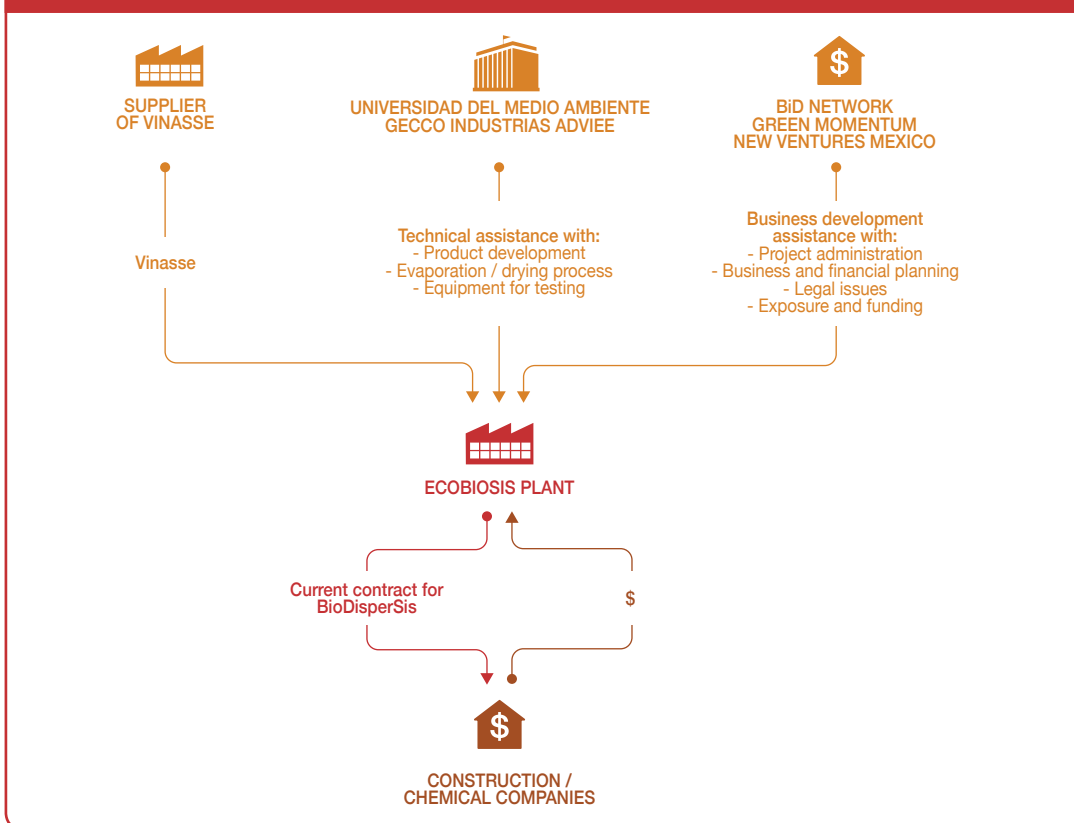 $
SUPPLIER
OF VINASSE
UNIVERSIDAD DEL MEDIO AMBIENTE
GECCO INDUSTRIAS ADVIEE
BiD NETWORK
GREEN MOMENTUM
NEW VENTURES MEXICO
Vinasse
Technical assistance with:
- Product development
- Evaporation / drying process
- Equipment for testing
Business development
assistance with:
- Project administration
- Business and financial planning
- Legal issues
- Exposure and funding
ECOBIOSIS PLANT
Current contract for
BioDisperSis
$
$
CONSTRUCTION /
CHEMICAL COMPANIES